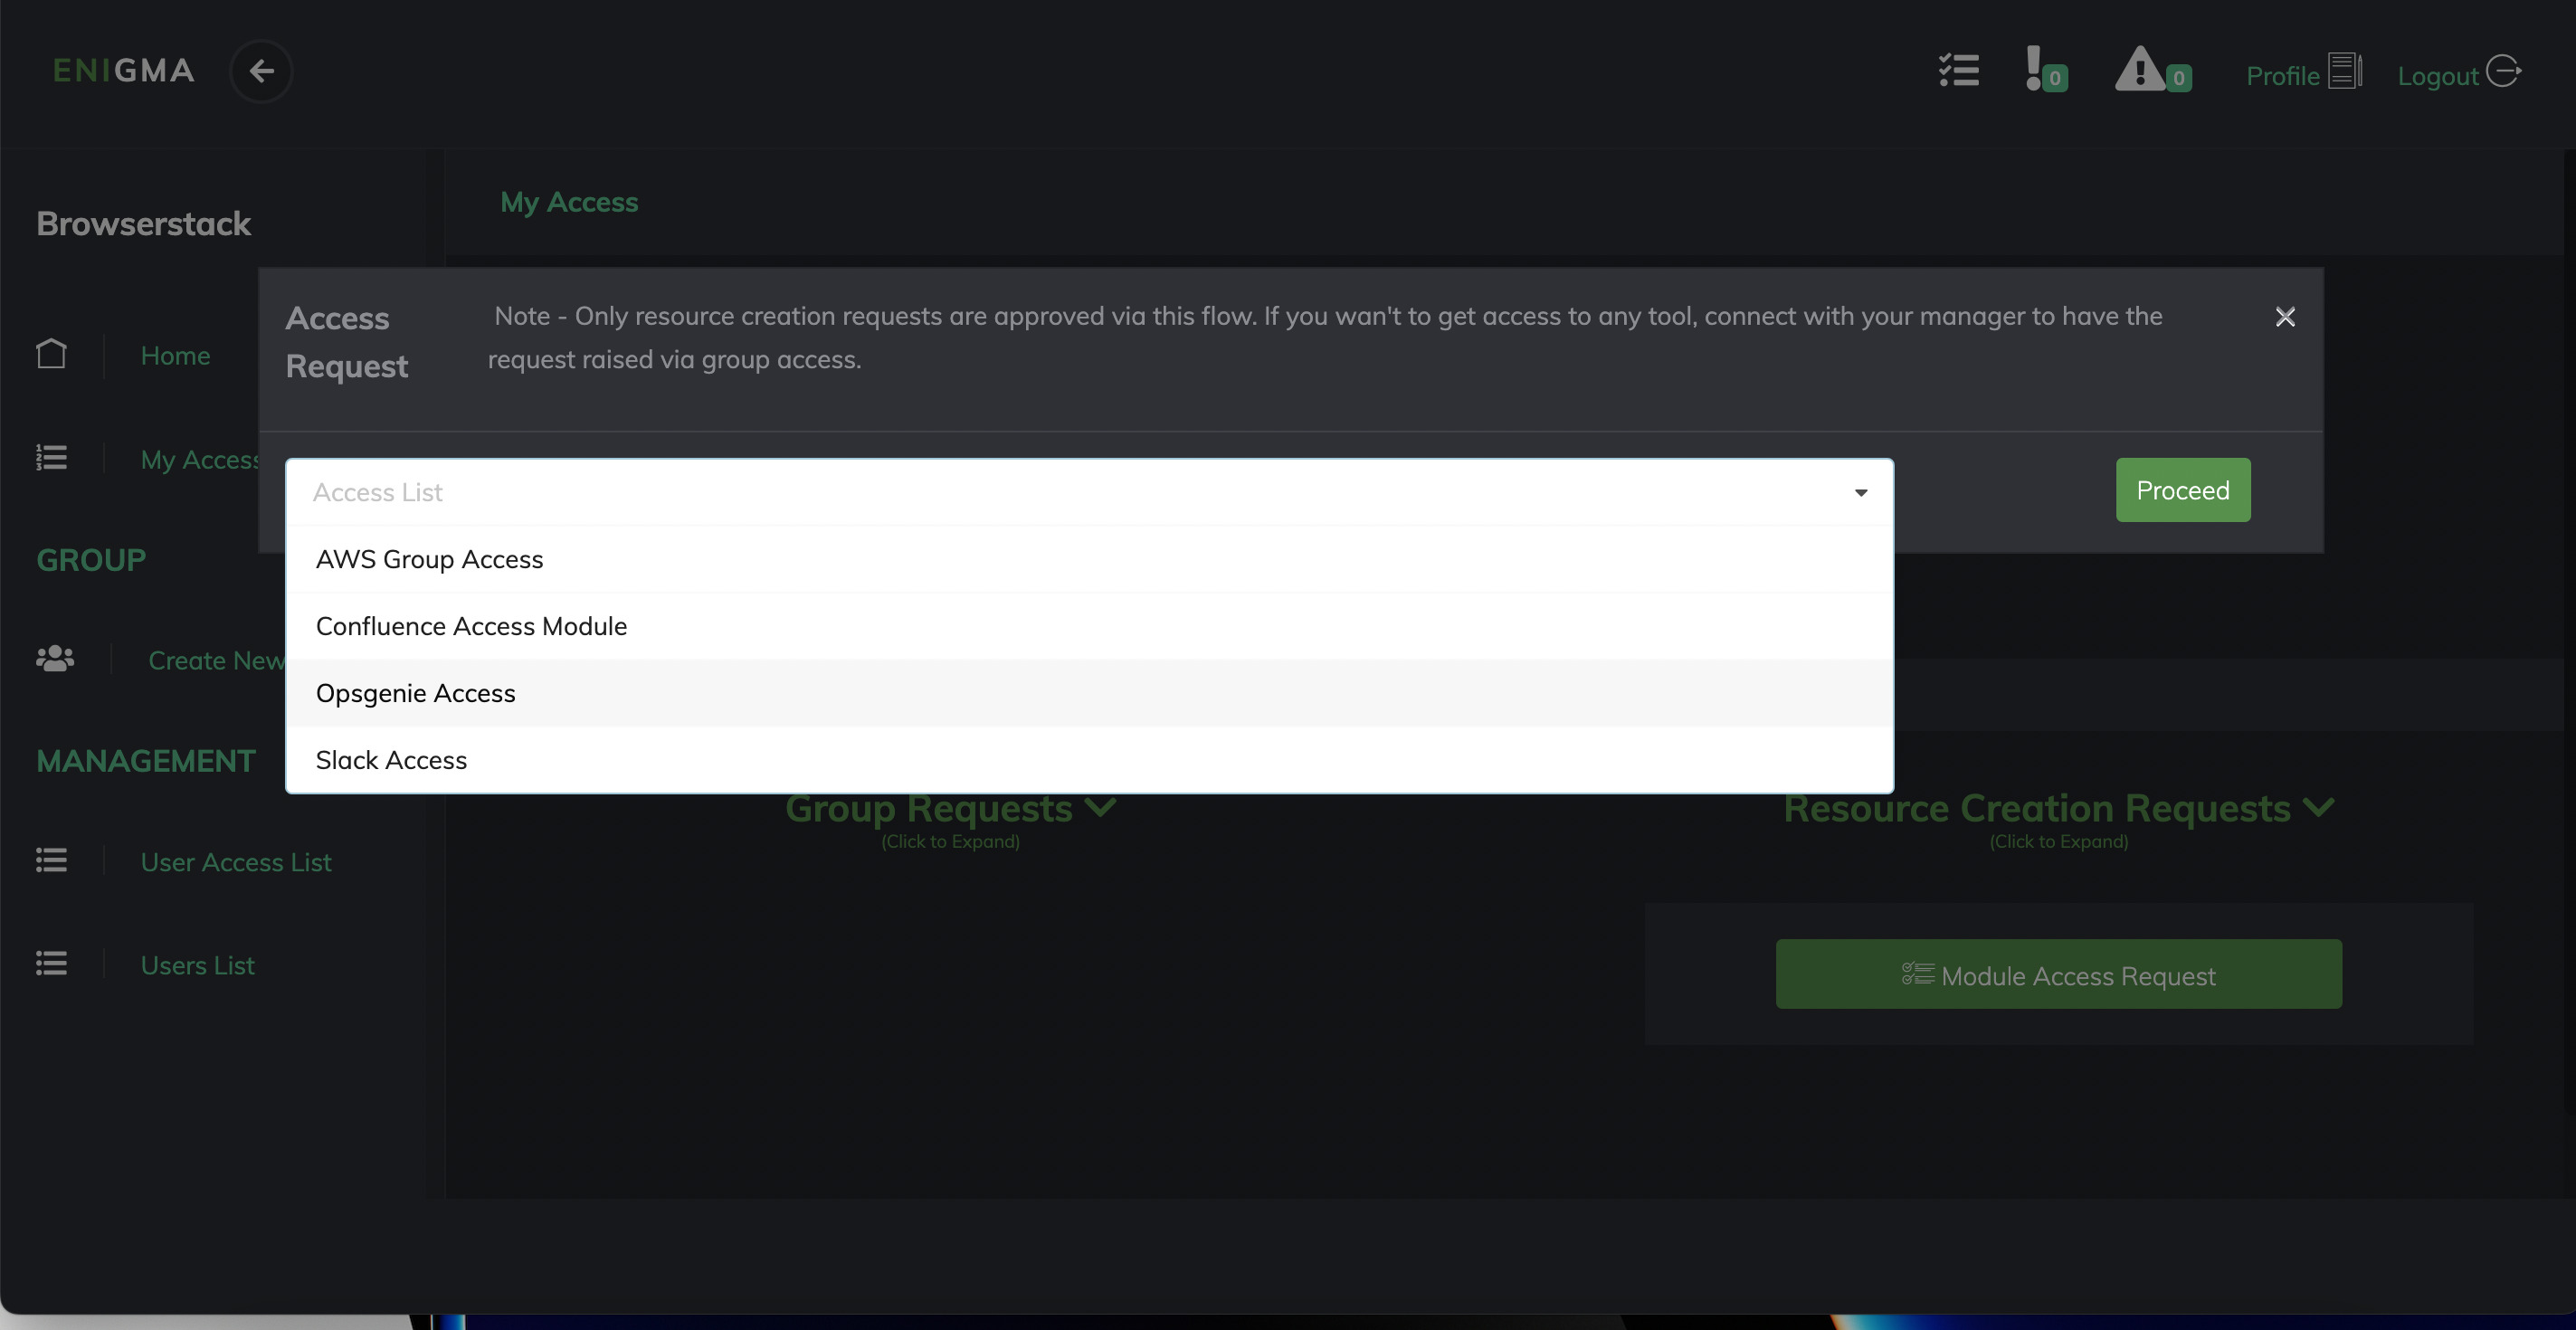 ENIGMA
0
0
Profile
Logout
Browserstack
Home
My Access
GROUP
Create New
MANAGEMENT
User Access List
Users List
My Access
Access
Request
Note - Only resource creation requests are approved via this flow. If you wan't to get access to any tool, connect with your manager to have the
request raised via group access.
Access List
Proceed
AWS Group Access
Confluence Access Module
Opsgenie Access
Slack Access
Group Requests
(Click to Expand)
Resource Creation Requests
(Click to Expand)
Module Access Request